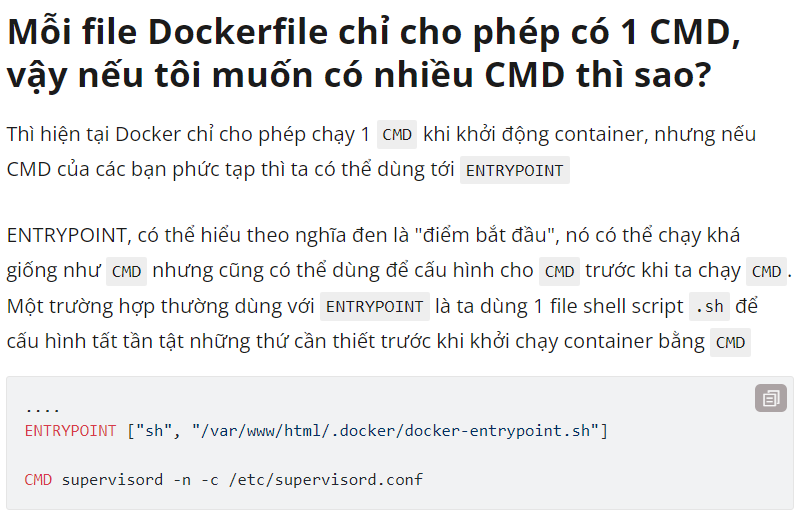 Mỗi file Dockerfile chỉ cho phép có 1 CMD,
vậy nếu tôi muốn có nhiều CMD thì sao?
Thì hiện tại Docker chỉ cho phép chạy 1 CMD khi khởi động container, nhưng nếu
CMD của các bạn phức tạp thì ta có thể dùng tới ENTRYPOINT
ENTRYPOINT, có thể hiểu theo nghĩa đen là "điểm bắt đầu", nó có thể chạy khá
giống như CMD nhưng cũng có thể dùng để cấu hình cho CMD trước khi ta chạy CMD.
Một trường hợp thường dùng với ENTRYPOINT là ta dùng 1 file shell script .sh để
cấu hình tất tần tật những thứ cần thiết trước khi khởi chạy container bằng CMD
....
ENTRYPOINT ["sh", "/var/www/html/.docker/docker-entrypoint.sh"]
CMD supervisord -n -c /etc/supervisord.conf